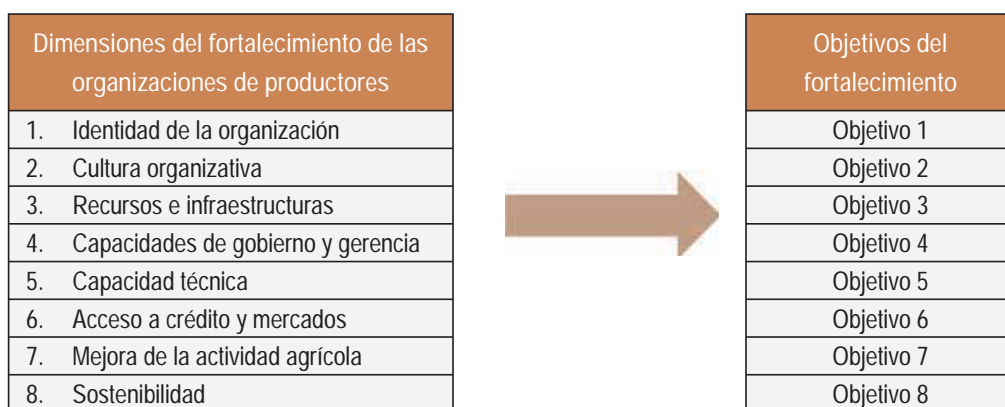 Dimensiones del fortalecimiento de las
organizaciones de productores
1. Identidad de la organización
2. Cultura organizativa
3. Recursos e infraestructuras
4. Capacidades de gobierno y gerencia
5. Capacidad técnica
6. Acceso a crédito y mercados
7. Mejora de la actividad agrícola
8. Sostenibilidad
Objetivos del
fortalecimiento
Objetivo 1
Objetivo 2
Objetivo 3
Objetivo 4
Objetivo 5
Objetivo 6
Objetivo 7
Objetivo 8